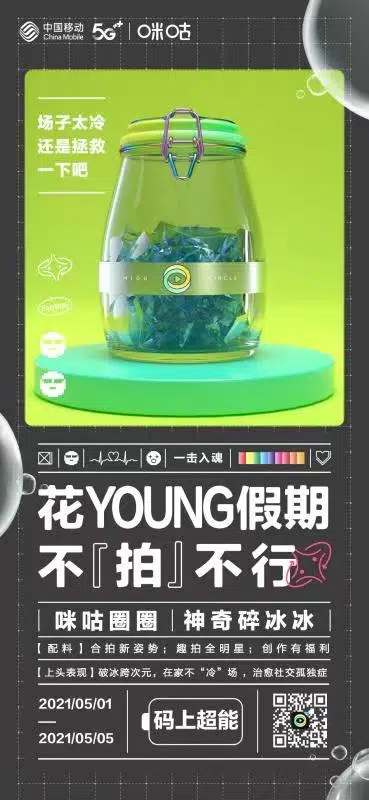 中国移动
China Mobile
5G+
咪咕
场子太冷
还是拯救
一下吧
MIGU CIRCLE
Fantasy
一击入魂
花YOUNG假期
不『拍』不行
咪咕圈圈 神奇碎冰冰
【配料】合拍新姿势；趣拍全明星；创作有福利
【上头表现】破冰跨次元，在家不“冷”场，治愈社交孤独症
2021/05/01
—
2021/05/05
码上超能